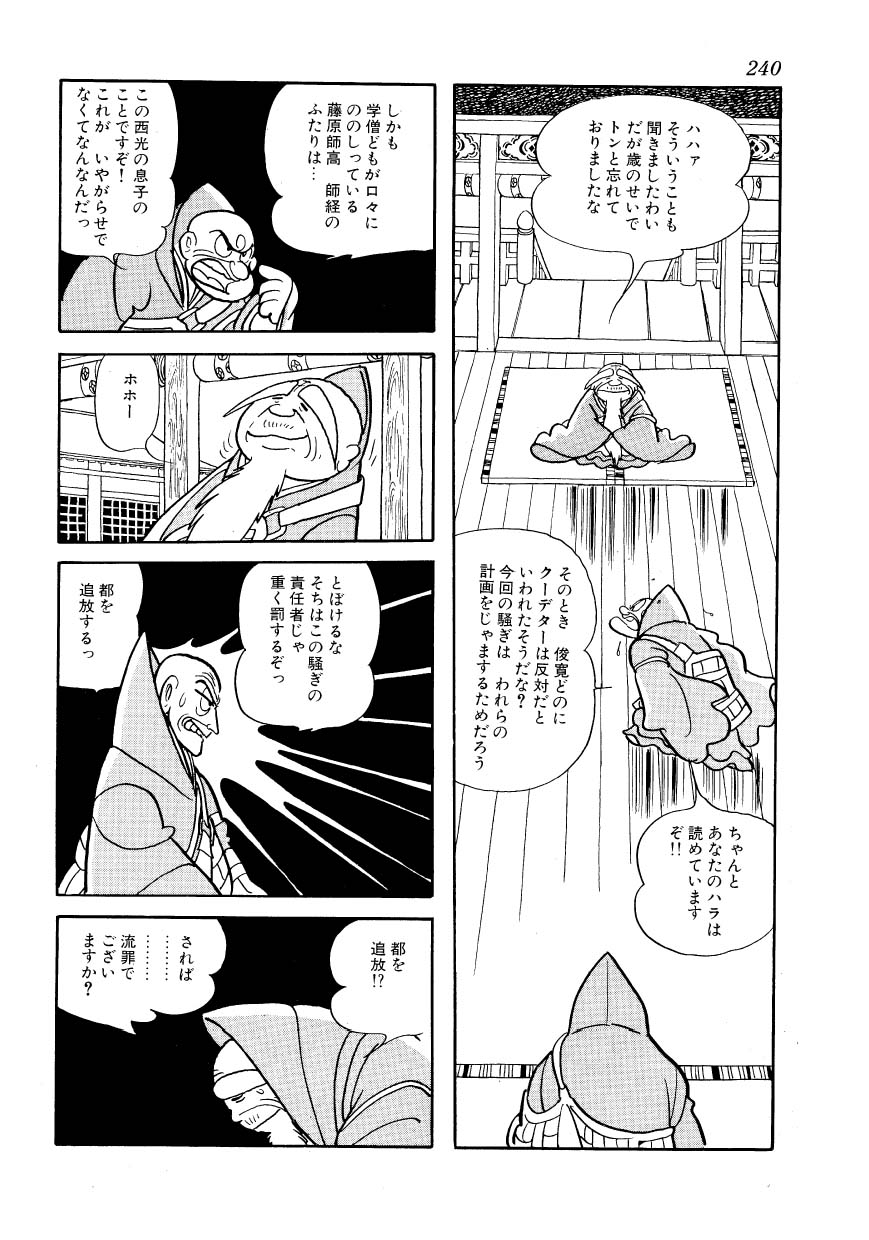 240
ハハァ
そういうことも
聞きましたわい
だが歳のせいで
トンと忘れて
おりましたな
そのとき 俊寛どのに
クーデターは反対だと
いわれたそうだな?
今回の騒ぎは われらの
計画をじゃまするためだろう
ちゃんと
あなたのハラは
読めています
ぞ!!
しかも
学僧どもが口々に
ののしっている
藤原師高 師経の
ふたりは…
この西光の息子の
ことですぞ!
これが いやがらせで
なくてなんなんだっ
ホホー
とぼけるな
そちはこの騒ぎの
責任者じゃ
重く罰するぞっ
都を
追放するっ
都を
追放!?
されば
………
………
流罪で
ござい
ますか?